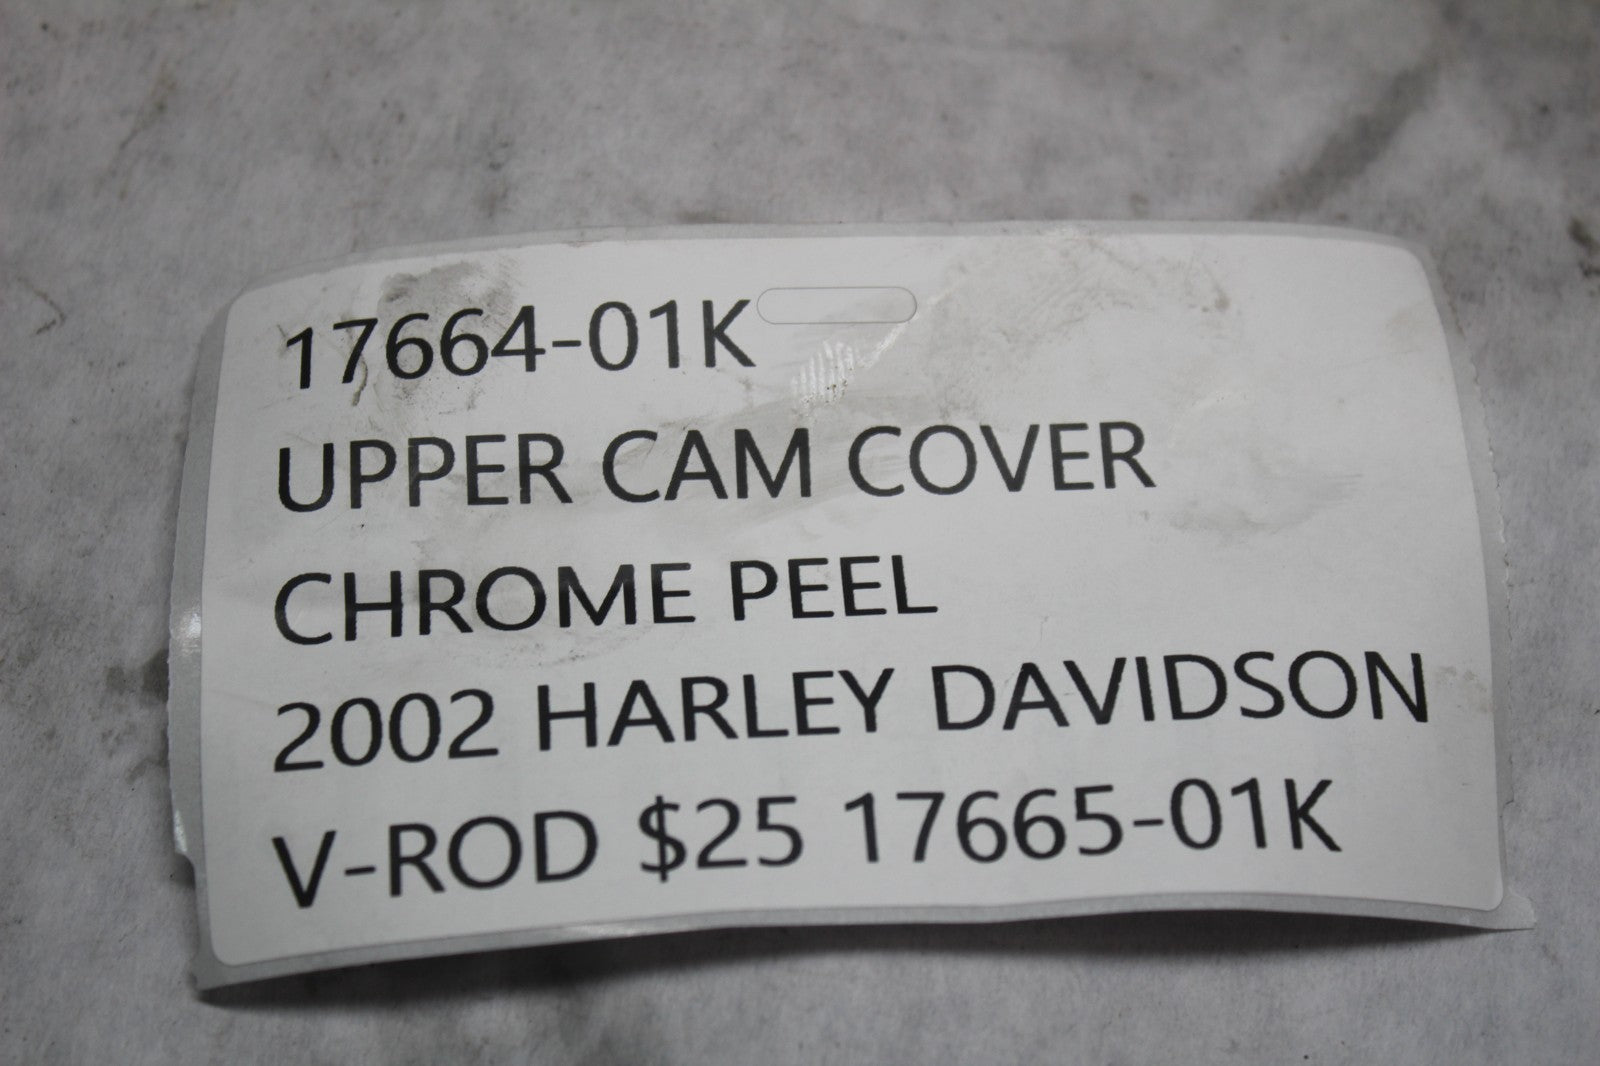 17664-01K
UPPER CAM COVER
CHROME PEEL
2002 HARLEY DAVIDSON
V-ROD $25 17665-01K